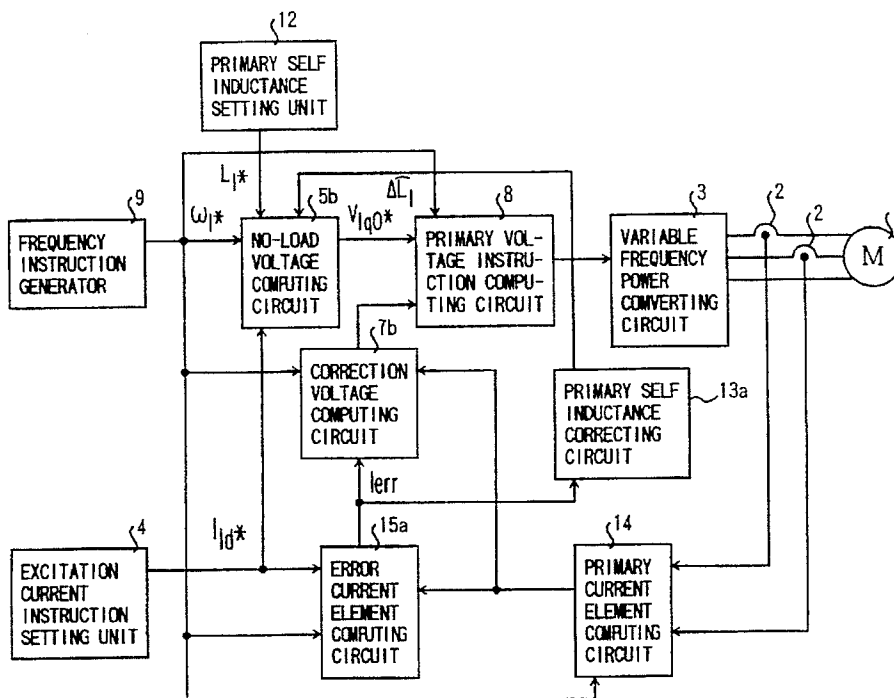 12
PRIMARY SELF
INDUCTANCE
SETTING UNIT
9
FREQUENCY
INSTRUCTION
GENERATOR
ω1*
L1*
5b
NO-LOAD
VOLTAGE
COMPUTING
CIRCUIT
V1q0*
ΔL̂1
8
PRIMARY VOL-
TAGE INSTRU-
CTION COMPU-
TING CIRCUIT
3
VARIABLE
FREQUENCY
POWER
COMVERTING
CIRCUIT
2
2
M
7b
CORRECTION
VOLTAGE
COMPUTING
CIRCUIT
PRIMARY SELF
INDUCTANCE
CORRECTING
CIRCUIT
13a
Ierr
I1d*
4
EXCITATION
CURRENT
INSTRUCTION
SETTING UNIT
15a
ERROR
CURRENT
ELEMENT
COMPUTING
CIRCUIT
14
PRIMARY
CURRENT
ELEMENT
COMPUTING
CIRCUIT